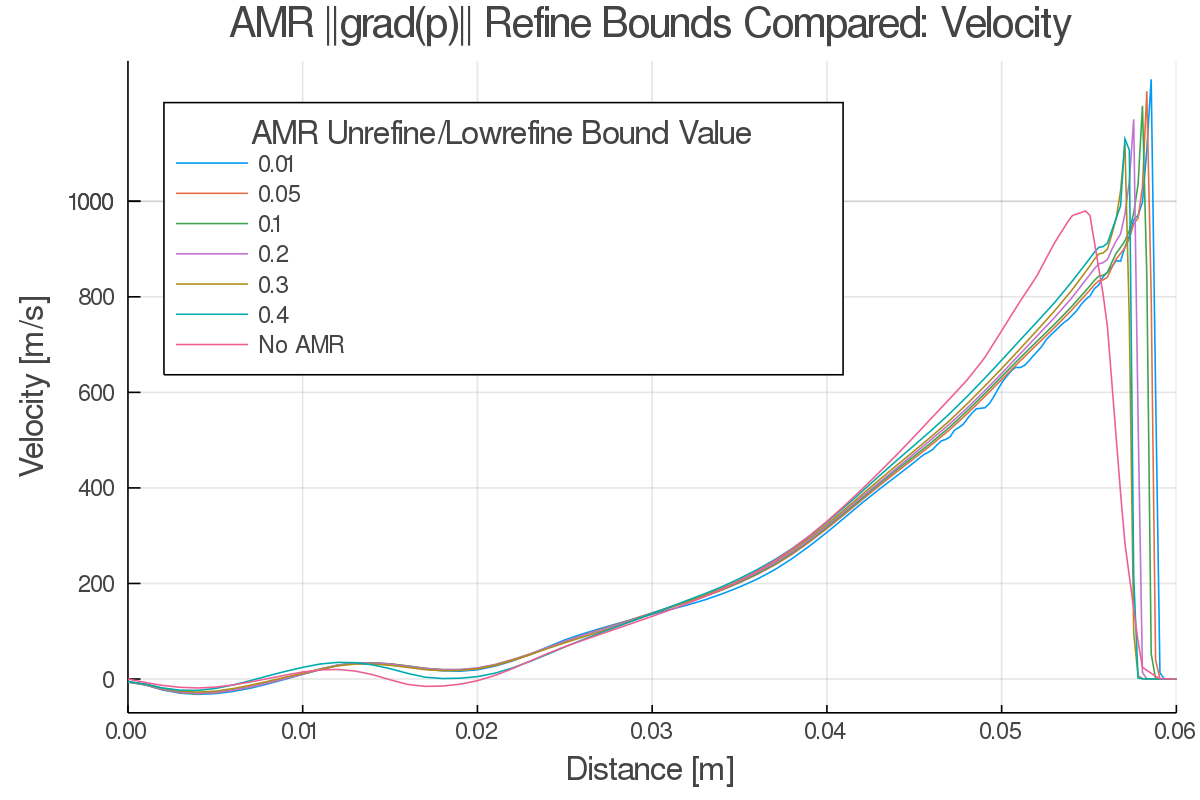 AMR ||grad(p)|| Refine Bounds Compared: Velocity
AMR Unrefine/Lowrefine Bound Value
0.01
0.05
0.1
0.2
0.3
0.4
No AMR
Velocity [m/s]
1000
800
600
400
200
0
0.00 0.01 0.02 0.03 0.04 0.05 0.06
Distance [m]